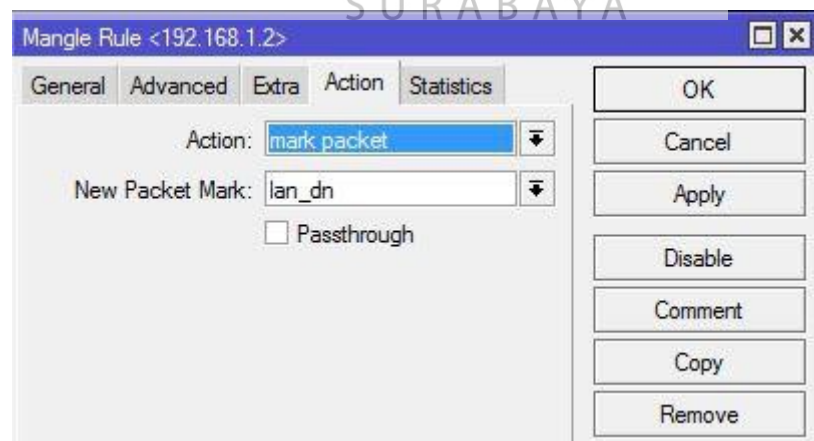 SURABAYA
Mangle Rule <192.168.1.2>
General Advanced Extra Action Statistics
Action: mark packet
New Packet Mark: lan_dn
Passthrough
OK
Cancel
Apply
Disable
Comment
Copy
Remove